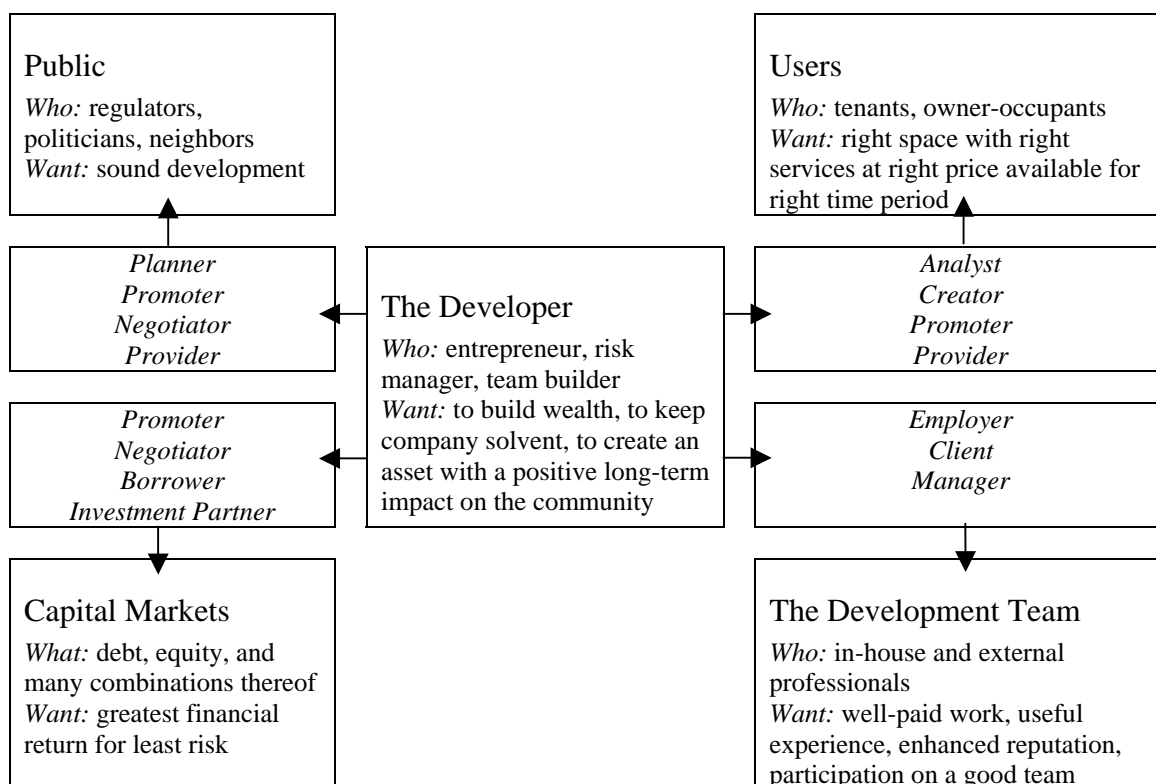 Public
Who: regulators,
politicians, neighbors
Want: sound development
Users
Who: tenants, owner-occupants
Want: right space with right
services at right price available for
right time period
Planner
Promoter
Negotiator
Provider
The Developer
Who: entrepreneur, risk
manager, team builder
Want: to build wealth, to keep
company solvent, to create an
asset with a positive long-term
impact on the community
Analyst
Creator
Promoter
Provider
Promoter
Negotiator
Borrower
Investment Partner
Employer
Client
Manager
Capital Markets
What: debt, equity, and
many combinations thereof
Want: greatest financial
return for least risk
The Development Team
Who: in-house and external
professionals
Want: well-paid work, useful
experience, enhanced reputation,
participation on a good team